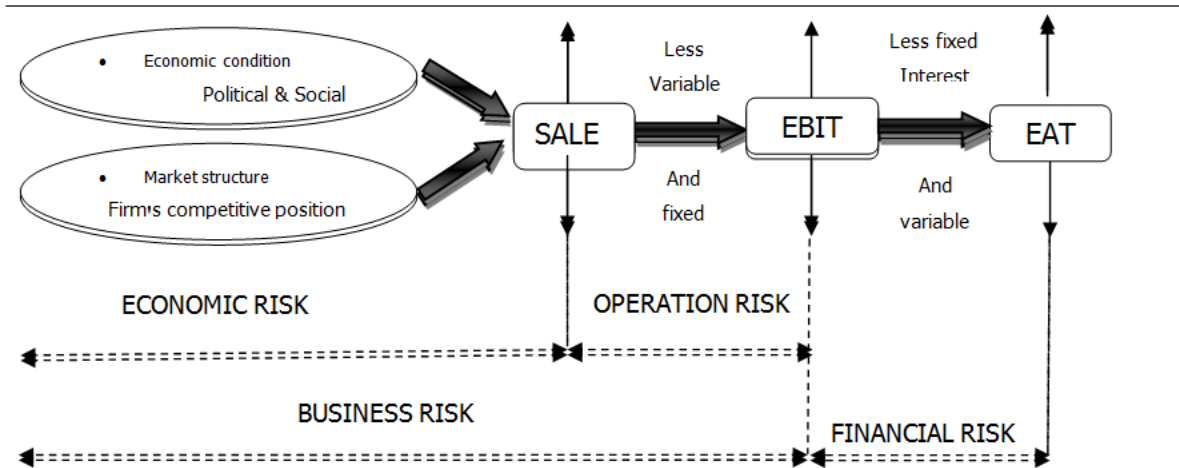 • Economic condition
Political & Social
• Market structure
Firm's competitive position
SALE
Less
Variable
And
fixed
EBIT
Less fixed
Interest
And
variable
EAT
ECONOMIC RISK
OPERATION RISK
BUSINESS RISK
FINANCIAL RISK